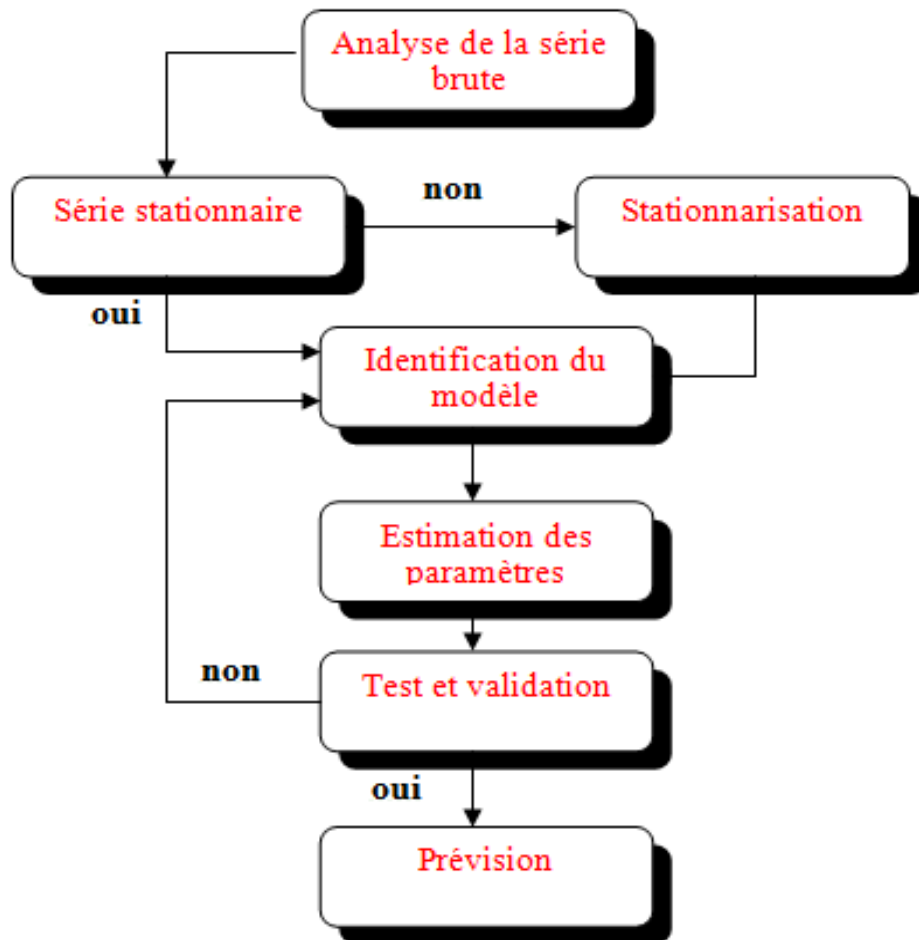 Analyse de la série
brute
Série stationnaire
non
Stationnarisation
oui
Identification du
modèle
Estimation des
paramètres
non
Test et validation
oui
Prévision